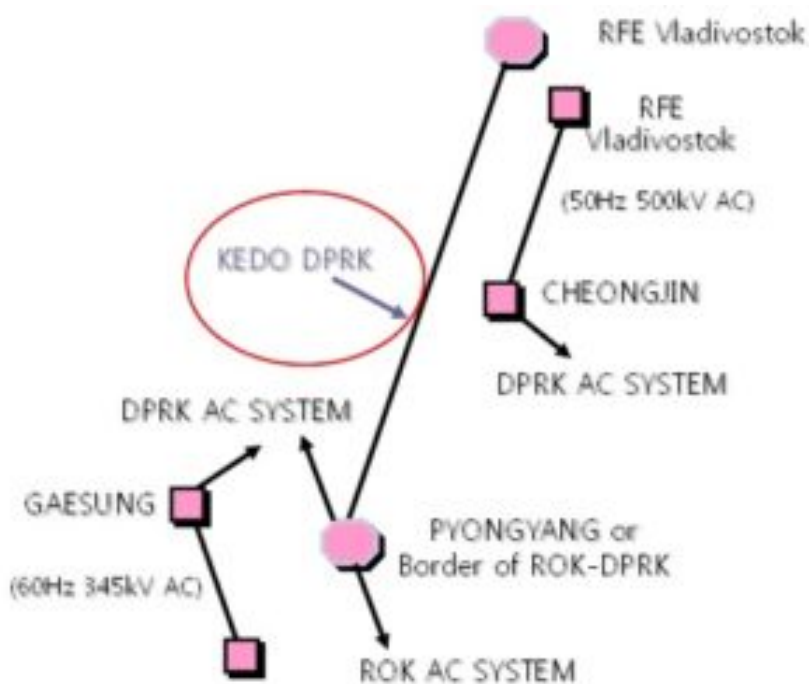 RFE Vladivostok
RFE
Vladivostok
(50Hz 500kV AC)
KEDO DPRK
CHEONGJIN
DPRK AC SYSTEM
DPRK AC SYSTEM
GAESUNG
PYONGYANG or
Border of ROK-DPRK
(60Hz 345kV AC)
ROK AC SYSTEM